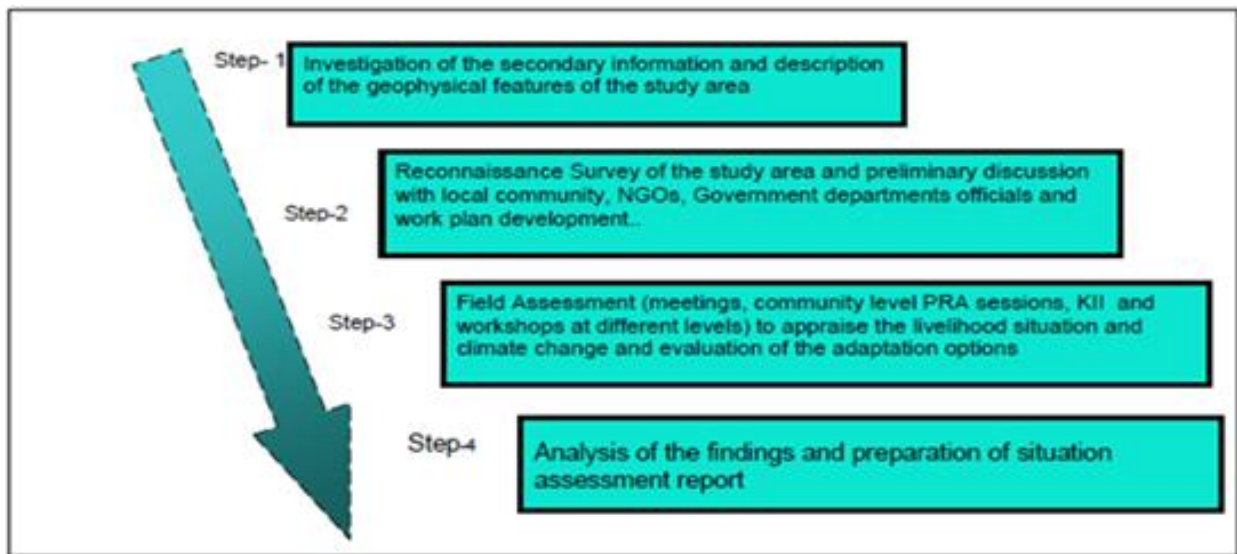 Step- 1
Investigation of the secondary information and description
of the geophysical features of the study area
Step-2
Reconnaissance Survey of the study area and preliminary discussion
with local community, NGOs, Government departments officials and
work plan development..
Step-3
Field Assessment (meetings, community level PRA sessions, KII and
workshops at different levels) to appraise the livelihood situation and
climate change and evaluation of the adaptation options
Step-4
Analysis of the findings and preparation of situation
assessment report